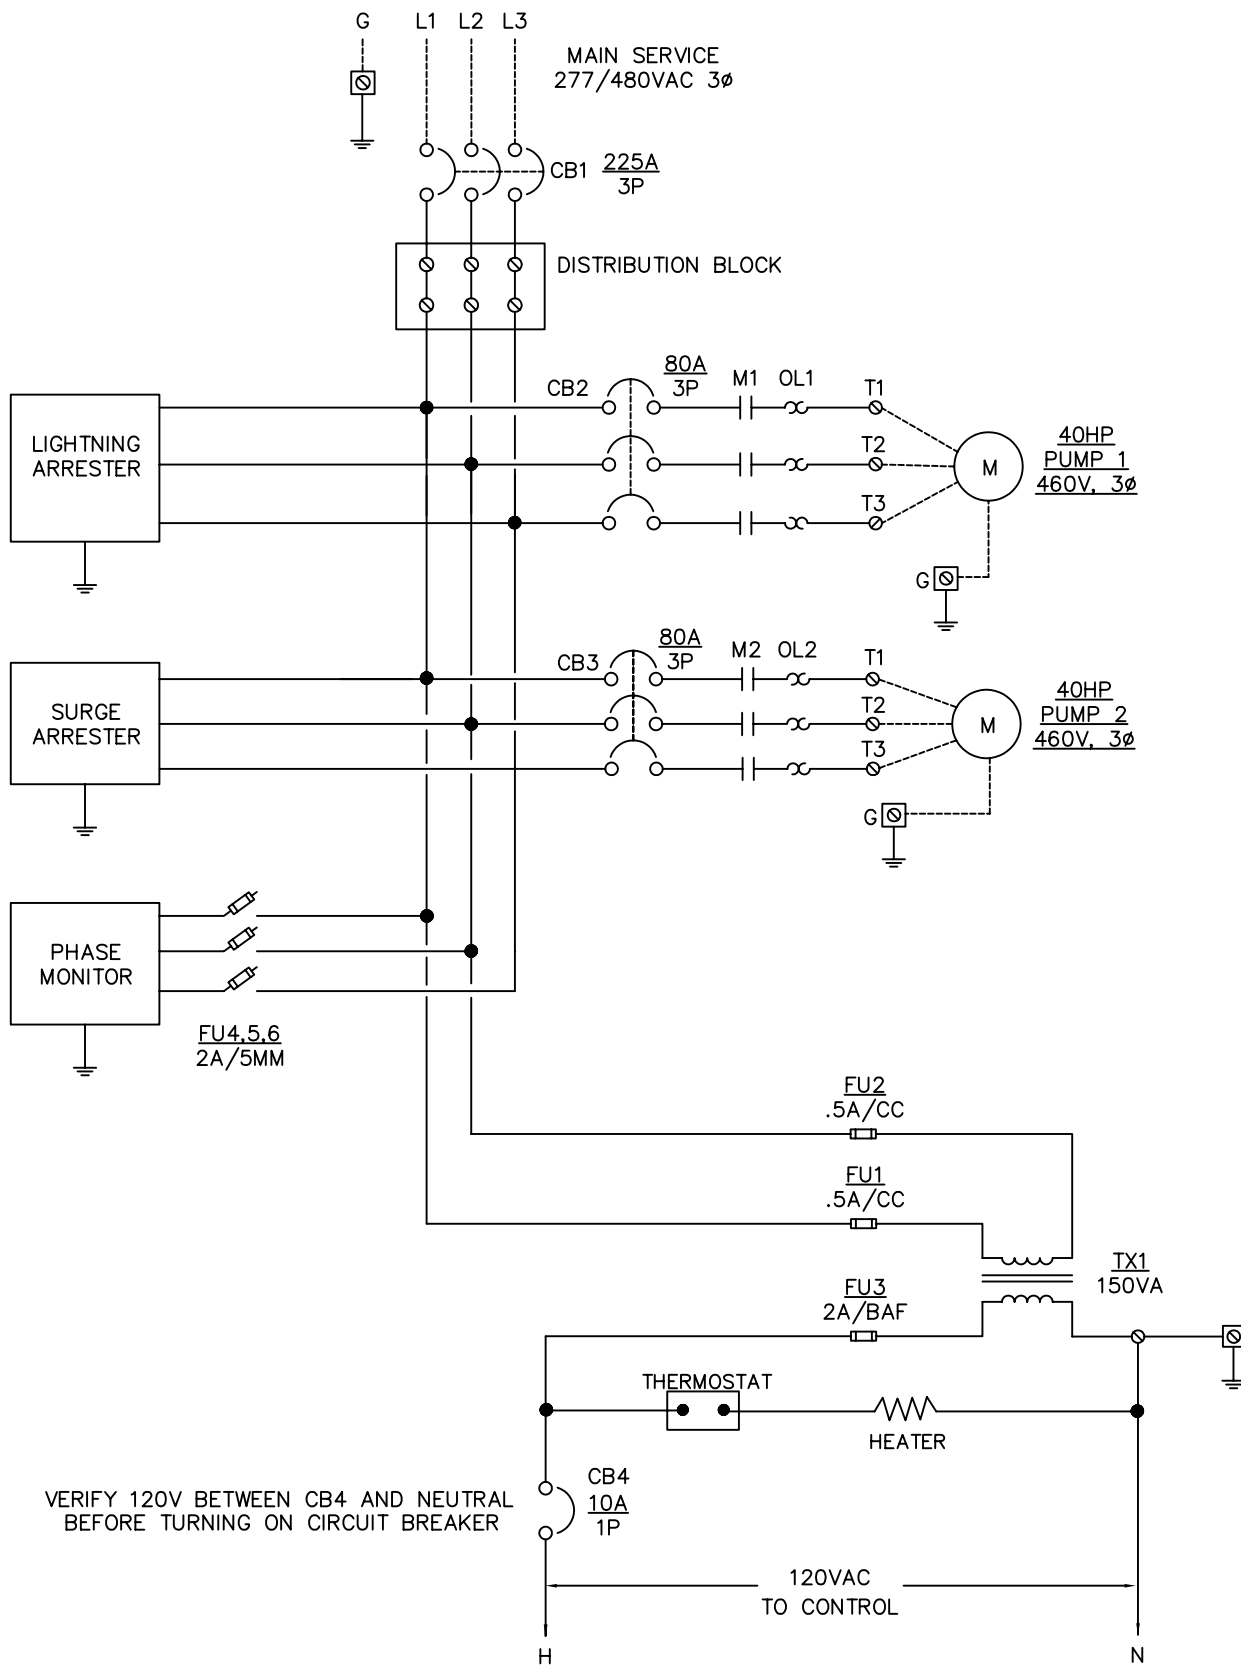 G
L1
L2
L3
MAIN SERVICE
277/480VAC 3ø
CB1
225A
3P
DISTRIBUTION BLOCK
LIGHTNING
ARRESTER
CB2
80A
3P
M1
OL1
T1
T2
T3
M
40HP
PUMP 1
460V, 3ø
G
SURGE
ARRESTER
CB3
80A
3P
M2
OL2
T1
T2
T3
M
40HP
PUMP 2
460V, 3ø
G
PHASE
MONITOR
FU4,5,6
2A/5MM
FU2
.5A/CC
FU1
.5A/CC
TX1
150VA
FU3
2A/BAF
THERMOSTAT
HEATER
VERIFY 120V BETWEEN CB4 AND NEUTRAL
BEFORE TURNING ON CIRCUIT BREAKER
CB4
10A
1P
120VAC
TO CONTROL
H
N